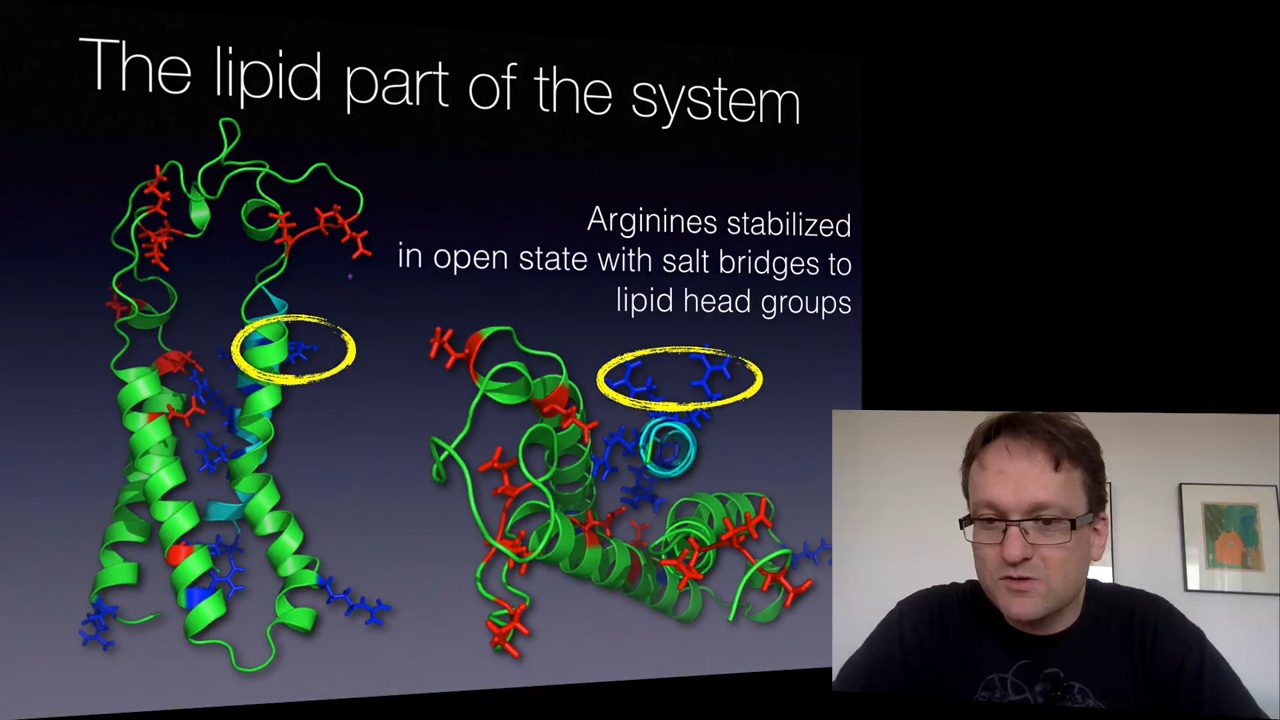 The lipid part of the system
Arginines stabilized
in open state with salt bridges to
lipid head groups